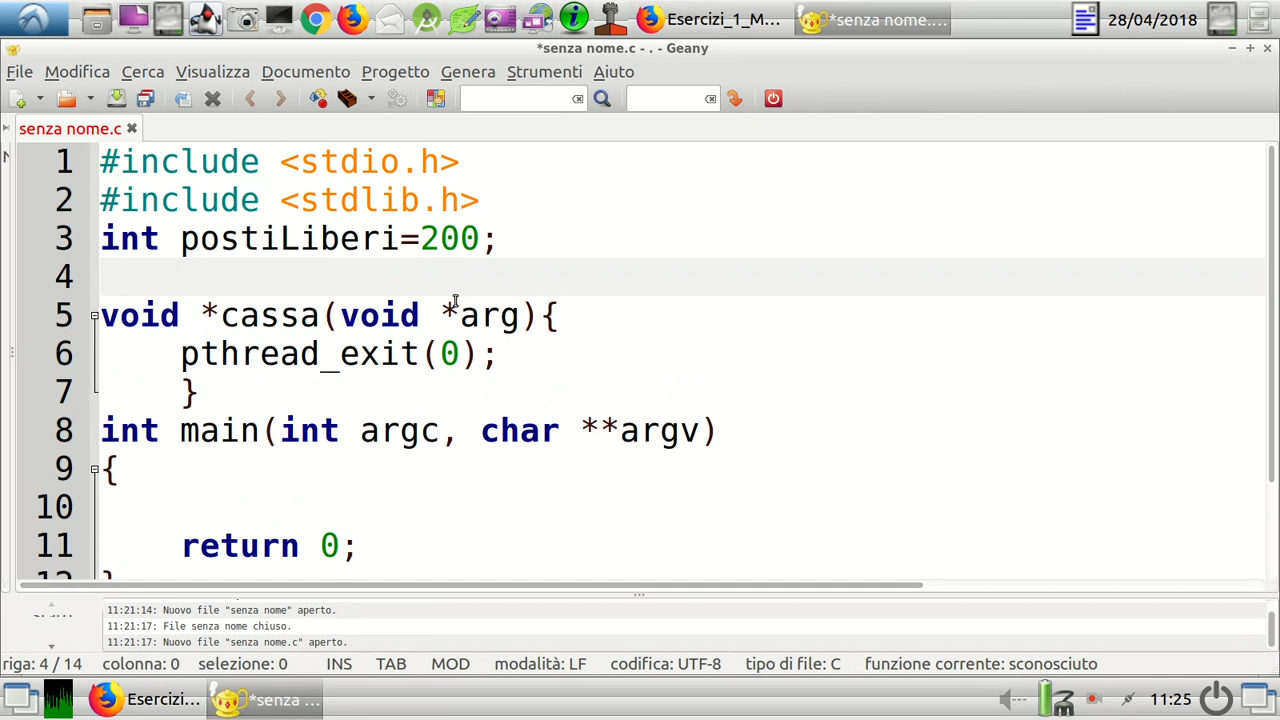 Esercizi_1_M...
*senza nome....
28/04/2018
*senza nome.c - . - Geany
File Modifica Cerca Visualizza Documento Progetto Genera Strumenti Aiuto
senza nome.c
1 #include <stdio.h>
2 #include <stdlib.h>
3 int postiLiberi=200;
4
5 void *cassa(void *arg){
6 pthread_exit(0);
7 }
8 int main(int argc, char **argv)
9 {
10
11 return 0;
11:21:14: Nuovo file "senza nome" aperto.
11:21:17: File senza nome chiuso.
11:21:17: Nuovo file "senza nome.c" aperto.
riga: 4 / 14 colonna: 0 selezione: 0 INS TAB MOD modalità: LF codifica: UTF-8 tipo di file: C funzione corrente: sconosciuto
Esercizi... *senza ... 11:25